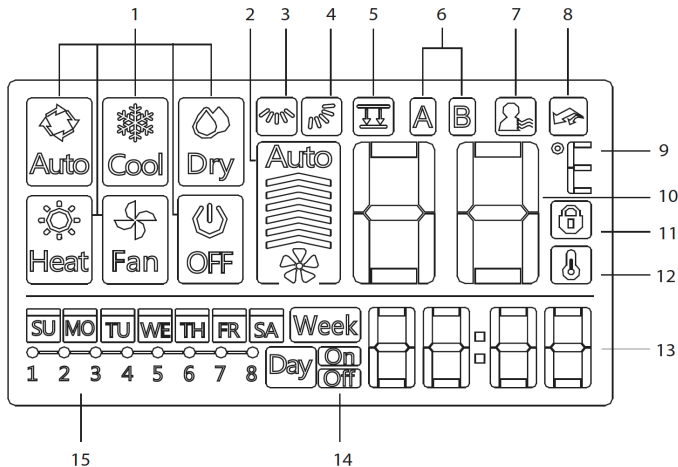 1 2 3 4 5 6 7 8
Auto Cool Dry Auto A B
9
10
Heat Fan OFF
11
12
SU MO TU WE TH FR SA Week
Day On
Off
13
1 2 3 4 5 6 7 8
15 14